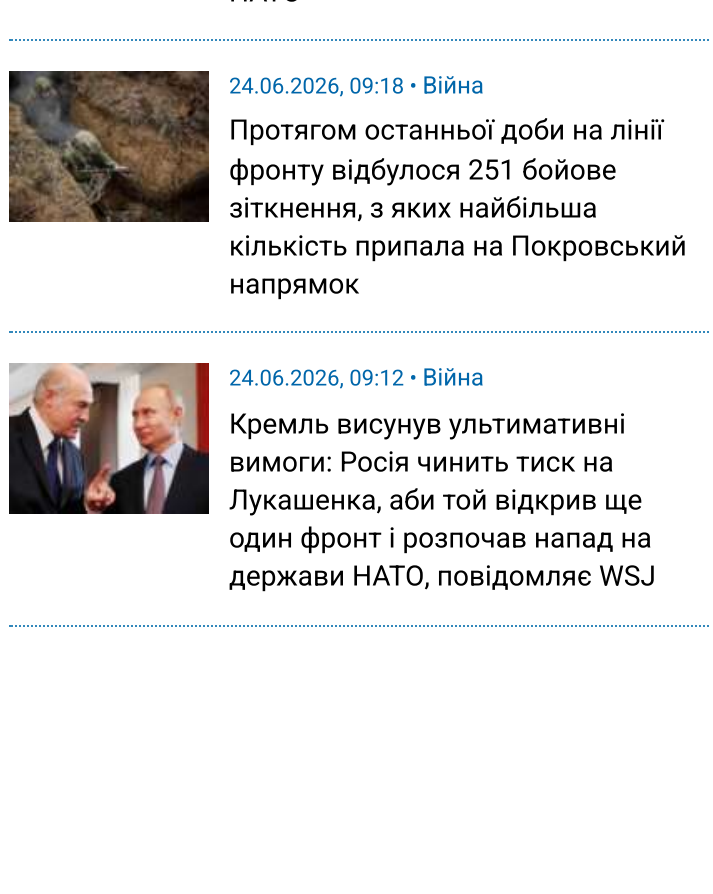 24.06.2026, 09:18 • Війна
Протягом останньої доби на лінії
фронту відбулося 251 бойове
зіткнення, з яких найбільша
кількість припала на Покровський
напрямок
24.06.2026, 09:12 • Війна
Кремль висунув ультимативні
вимоги: Росія чинить тиск на
Лукашенка, аби той відкрив ще
один фронт і розпочав напад на
держави НАТО, повідомляє WSJ